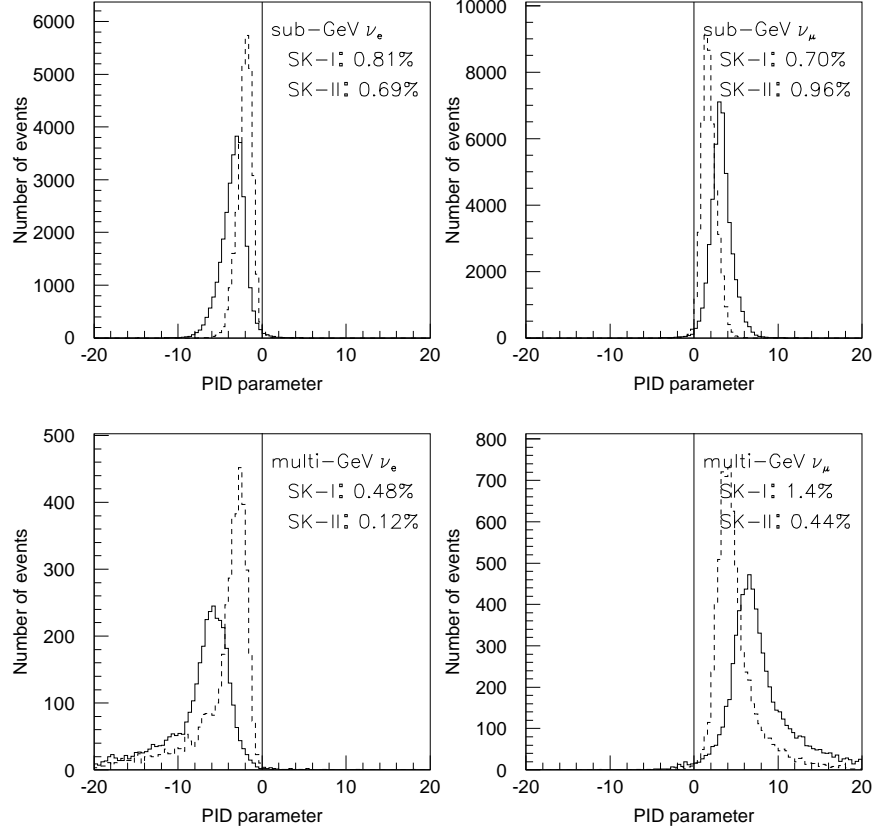 sub-GeV νe
SK-I: 0.81%
SK-II: 0.69%
Number of events
6000
5000
4000
3000
2000
1000
0
-20
-10
0
10
20
PID parameter
sub-GeV νμ
SK-I: 0.70%
SK-II: 0.96%
Number of events
10000
8000
6000
4000
2000
0
-20
-10
0
10
20
PID parameter
multi-GeV νe
SK-I: 0.48%
SK-II: 0.12%
Number of events
500
400
300
200
100
0
-20
-10
0
10
20
PID parameter
multi-GeV νμ
SK-I: 1.4%
SK-II: 0.44%
Number of events
800
700
600
500
400
300
200
100
0
-20
-10
0
10
20
PID parameter